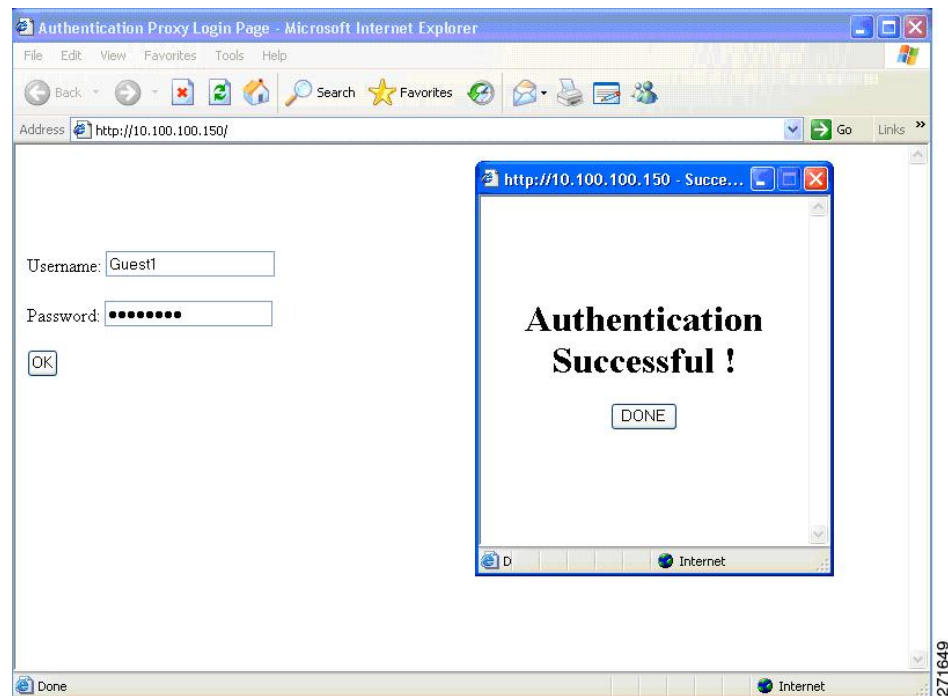 Authentication Proxy Login Page - Microsoft Internet Explorer
File Edit View Favorites Tools Help
Back Search Favorites
Address http://10.100.100.150/ Go Links »
http://10.100.100.150 - Succe...
Username: Guest1
Password: ••••••••
OK
Authentication
Successful !
DONE
D Internet
Done Internet
271649